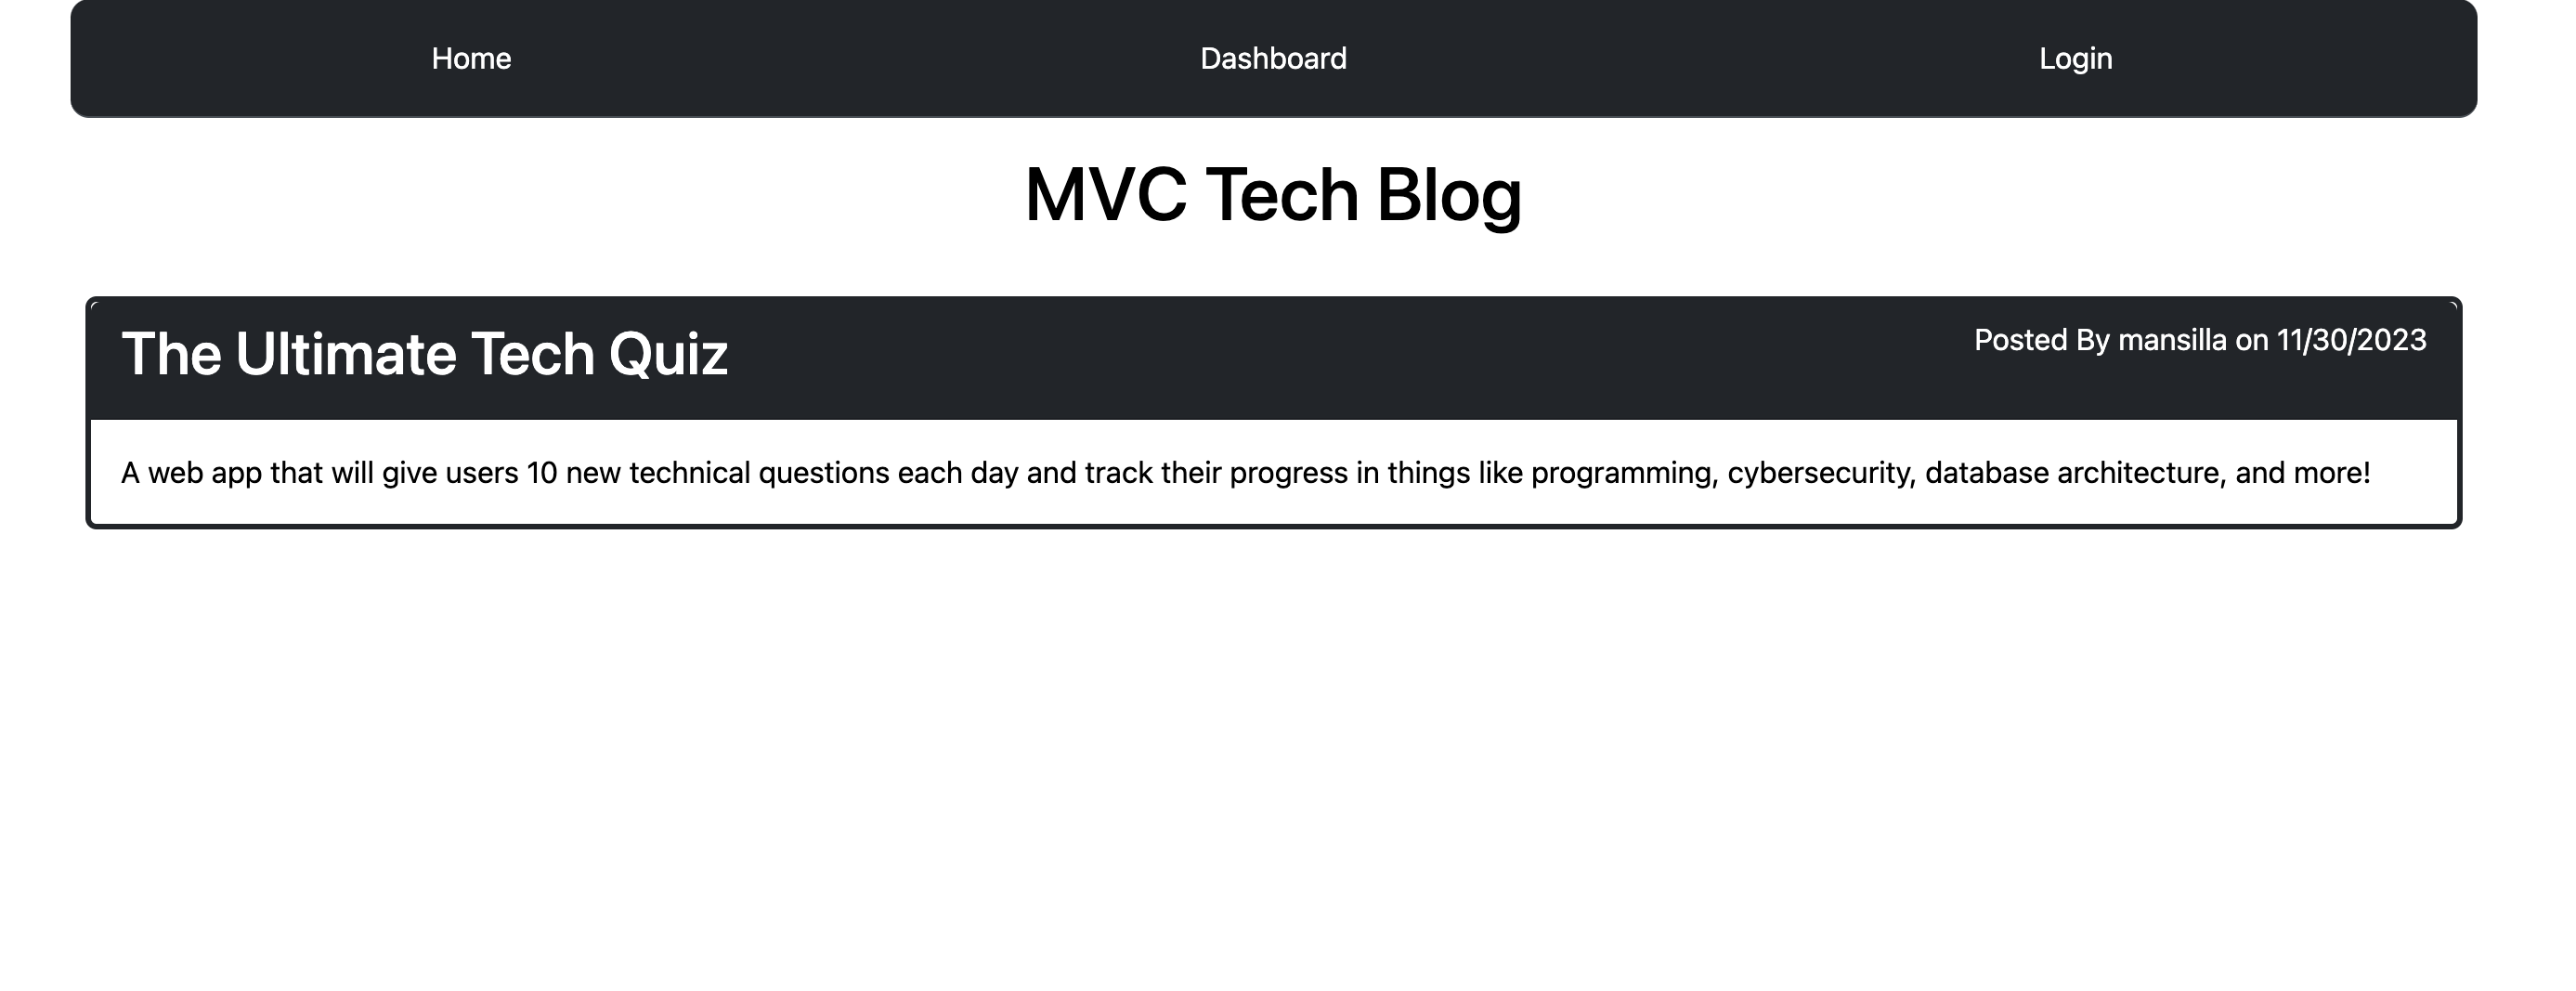 Home Dashboard Login
MVC Tech Blog
The Ultimate Tech Quiz
Posted By mansilla on 11/30/2023
A web app that will give users 10 new technical questions each day and track their progress in things like programming, cybersecurity, database architecture, and more!